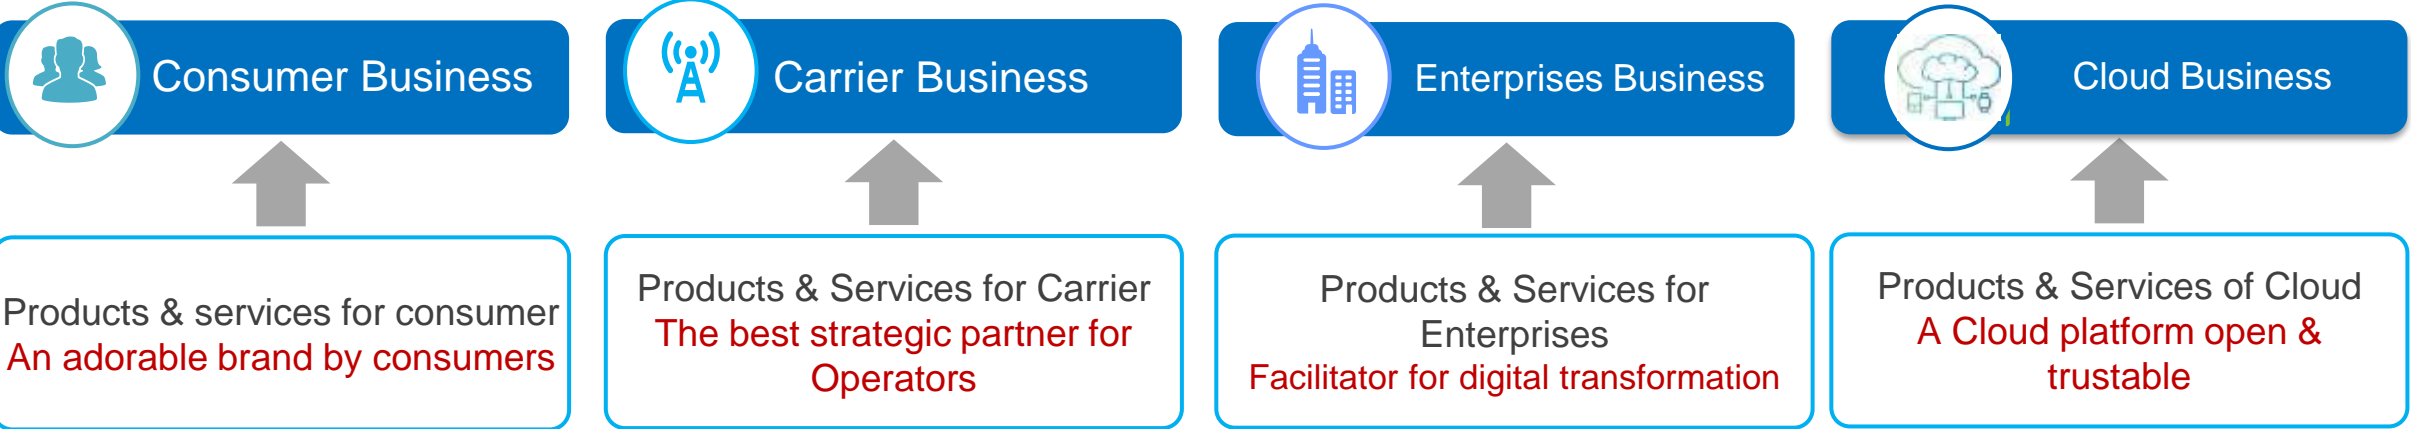 Consumer Business
Carrier Business
Enterprises Business
Cloud Business
Products & services for consumer
An adorable brand by consumers
Products & Services for Carrier
The best strategic partner for
Operators
Products & Services for
Enterprises
Facilitator for digital transformation
Products & Services of Cloud
A Cloud platform open &
trustable